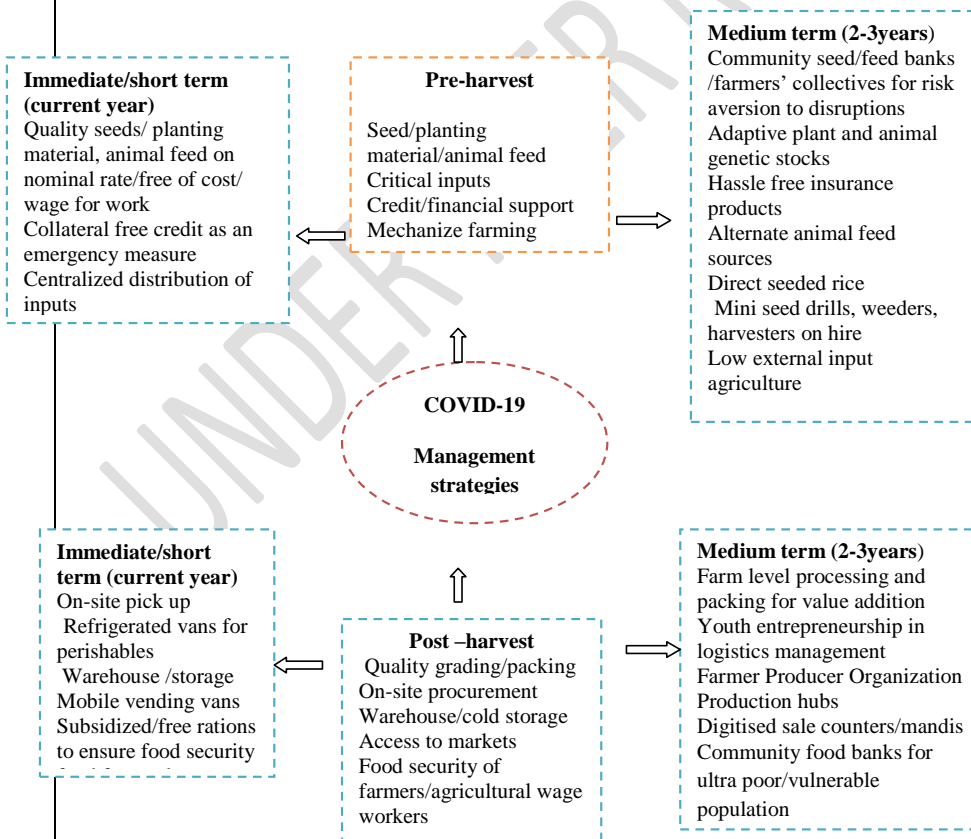 Immediate/short term
(current year)
Quality seeds/ planting
material, animal feed on
nominal rate/free of cost/
wage for work
Collateral free credit as an
emergency measure
Centralized distribution of
inputs
Pre-harvest
Seed/planting
material/animal feed
Critical inputs
Credit/financial support
Mechanize farming
Medium term (2-3years)
Community seed/feed banks
/farmers’ collectives for risk
aversion to disruptions
Adaptive plant and animal
genetic stocks
Hassle free insurance
products
Alternate animal feed
sources
Direct seeded rice
Mini seed drills, weeders,
harvesters on hire
Low external input
agriculture
COVID-19
Management
strategies
Immediate/short
term (current year)
On-site pick up
Refrigerated vans for
perishables
Warehouse /storage
Mobile vending vans
Subsidized/free rations
to ensure food security
Post –harvest
Quality grading/packing
On-site procurement
Warehouse/cold storage
Access to markets
Food security of
farmers/agricultural wage
workers
Medium term (2-3years)
Farm level processing and
packing for value addition
Youth entrepreneurship in
logistics management
Farmer Producer Organization
Production hubs
Digitised sale counters/mandis
Community food banks for
ultra poor/vulnerable
population
UNDER